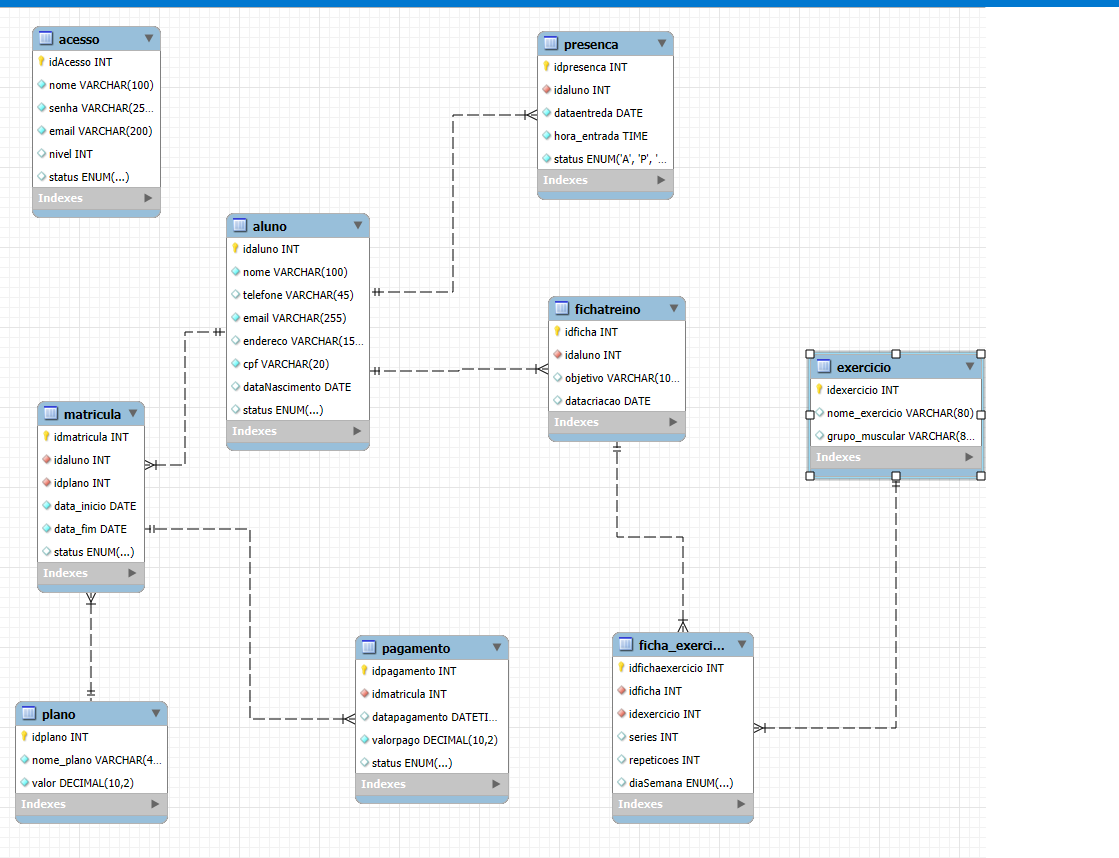 acesso
idAcesso INT
nome VARCHAR(100)
senha VARCHAR(25...
email VARCHAR(200)
nivel INT
status ENUM(...)
Indexes
presenca
idpresenca INT
idaluno INT
dataentreda DATE
hora_entrada TIME
status ENUM('A', 'P', '...
Indexes
aluno
idaluno INT
nome VARCHAR(100)
telefone VARCHAR(45)
email VARCHAR(255)
endereco VARCHAR(15...
cpf VARCHAR(20)
dataNascimento DATE
status ENUM(...)
Indexes
fichatreino
idficha INT
idaluno INT
objetivo VARCHAR(10...
datacriacao DATE
Indexes
exercicio
idexercicio INT
nome_exercicio VARCHAR(80)
grupo_muscular VARCHAR(8...
Indexes
matricula
idmatricula INT
idaluno INT
idplano INT
data_inicio DATE
data_fim DATE
status ENUM(...)
Indexes
pagamento
idpagamento INT
idmatricula INT
datapagamento DATETI...
valorpago DECIMAL(10,2)
status ENUM(...)
Indexes
ficha_exerci...
idfichaexercicio INT
idficha INT
idexercicio INT
series INT
repeticoes INT
diaSemana ENUM(...)
Indexes
plano
idplano INT
nome_plano VARCHAR(4...
valor DECIMAL(10,2)
Indexes